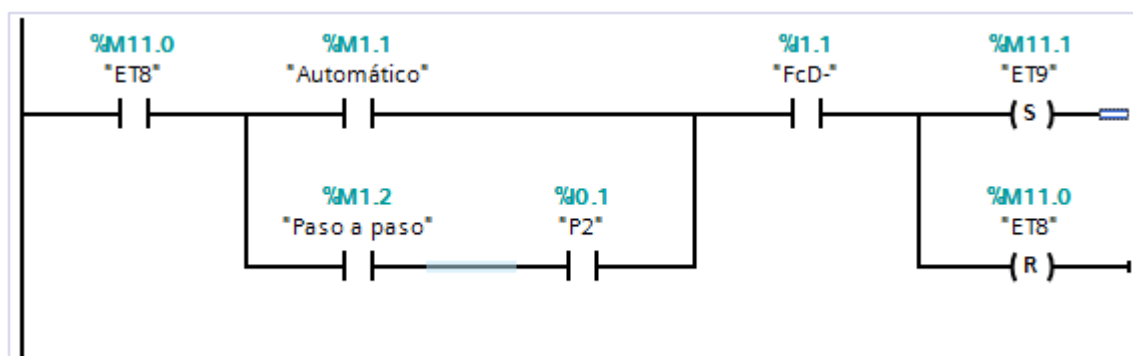 %M11.0
"ET8"
%M1.1
"Automático"
%I1.1
"FcD-"
%M11.1
"ET9"
( S )
%M1.2
"Paso a paso"
%I0.1
"P2"
%M11.0
"ET8"
( R )